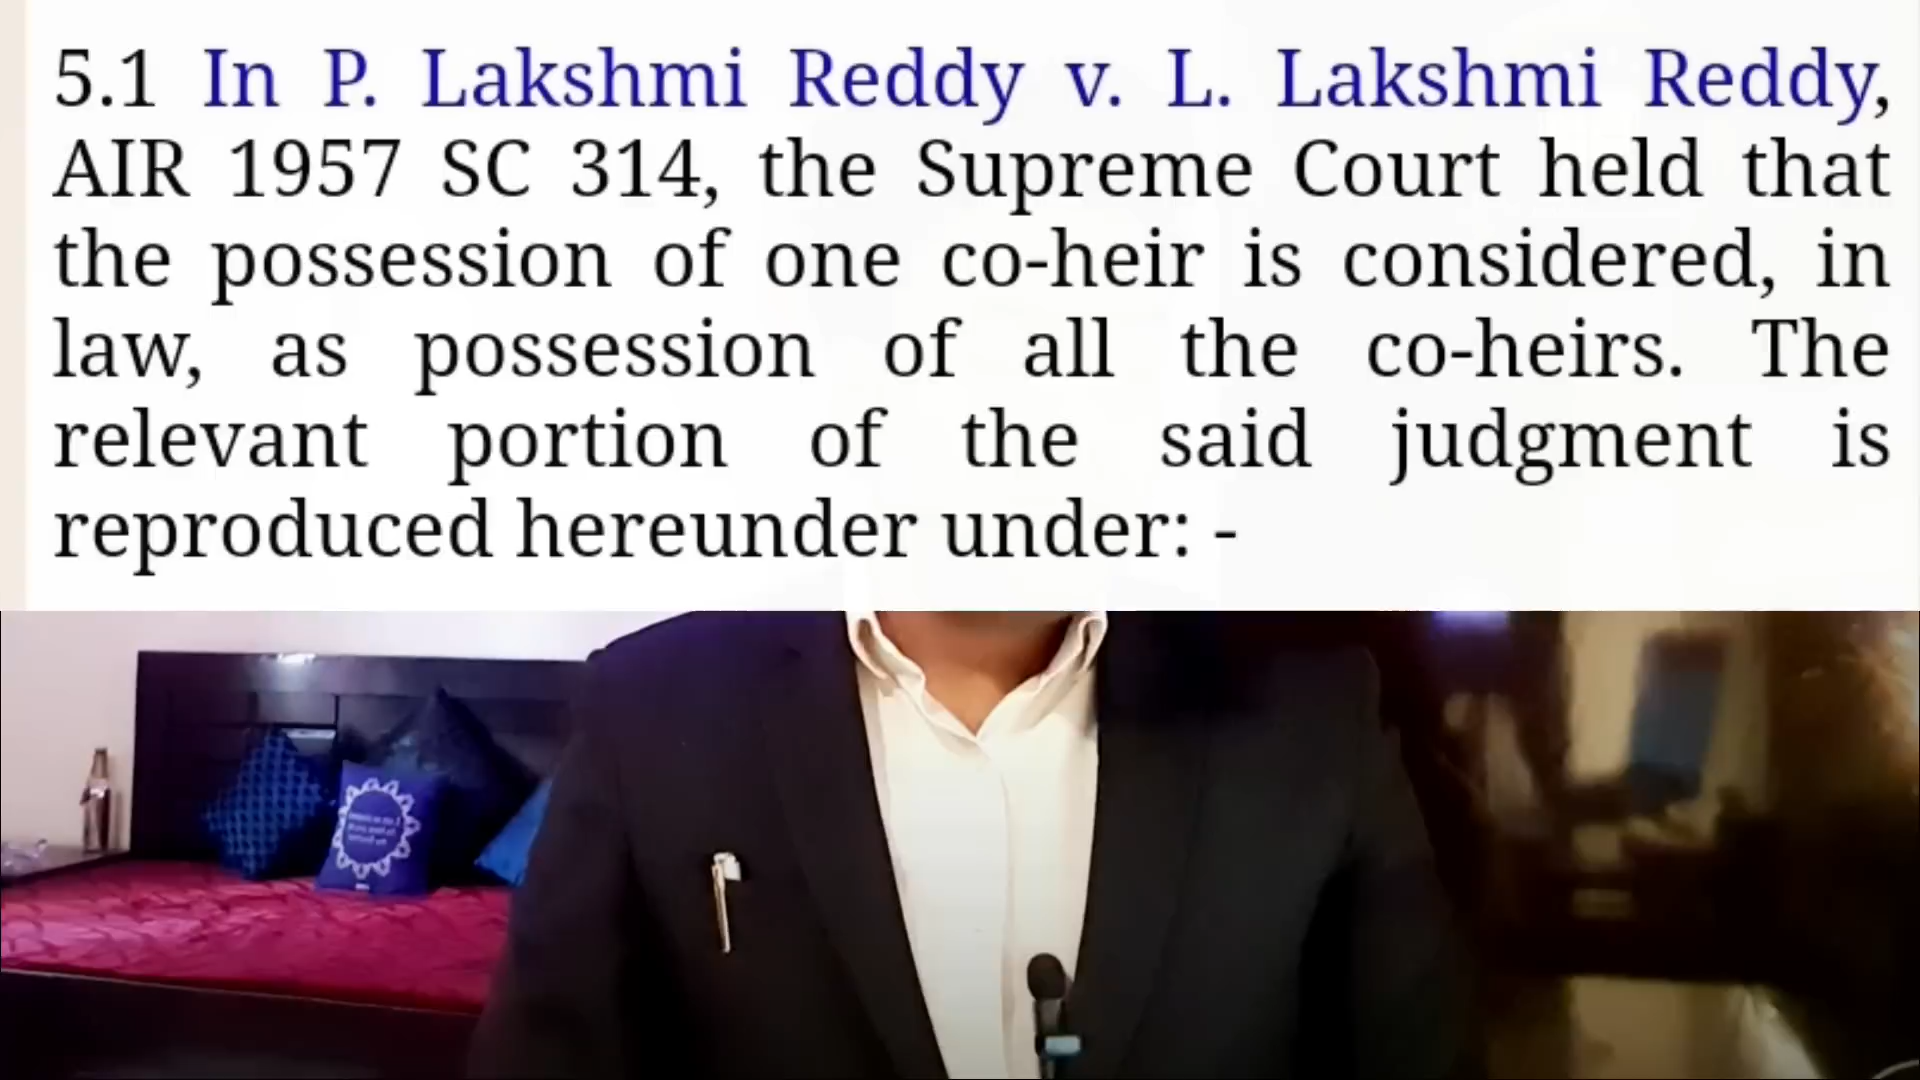 5.1 In P. Lakshmi Reddy v. L. Lakshmi Reddy,
AIR 1957 SC 314, the Supreme Court held that
the possession of one co-heir is considered, in
law, as possession of all the co-heirs. The
relevant portion of the said judgment is
reproduced hereunder under: -